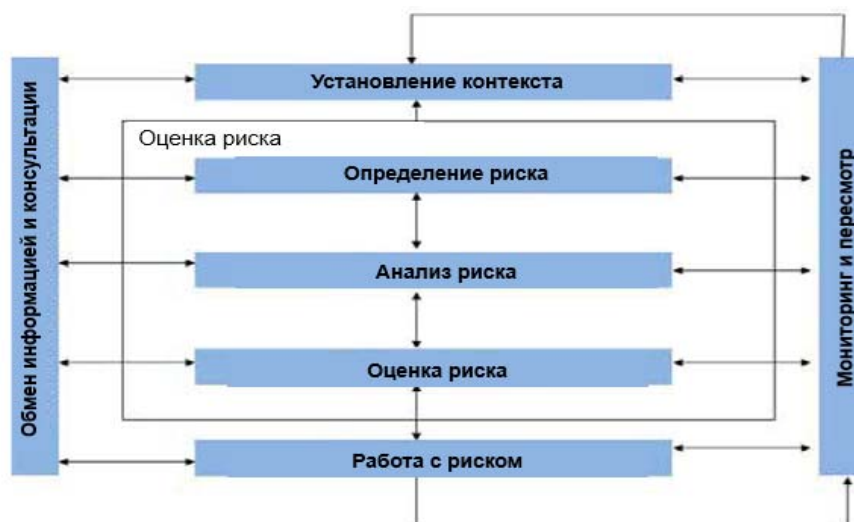 Обмен информацией и консультации
Установление контекста
Оценка риска
Определение риска
Анализ риска
Оценка риска
Работа с риском
Мониторинг и пересмотр